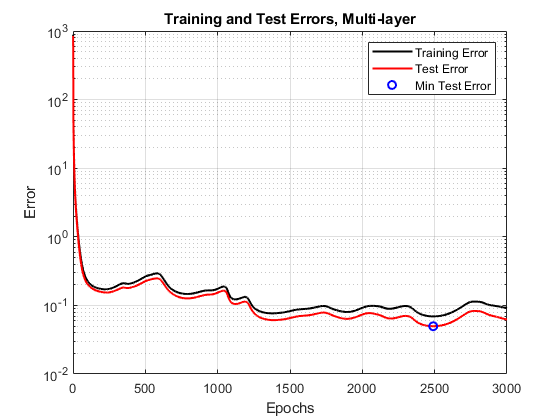 Training and Test Errors, Multi-layer
10^3
10^2
10^1
10^0
10^-1
10^-2
Error
Training Error
Test Error
Min Test Error
0 500 1000 1500 2000 2500 3000
Epochs